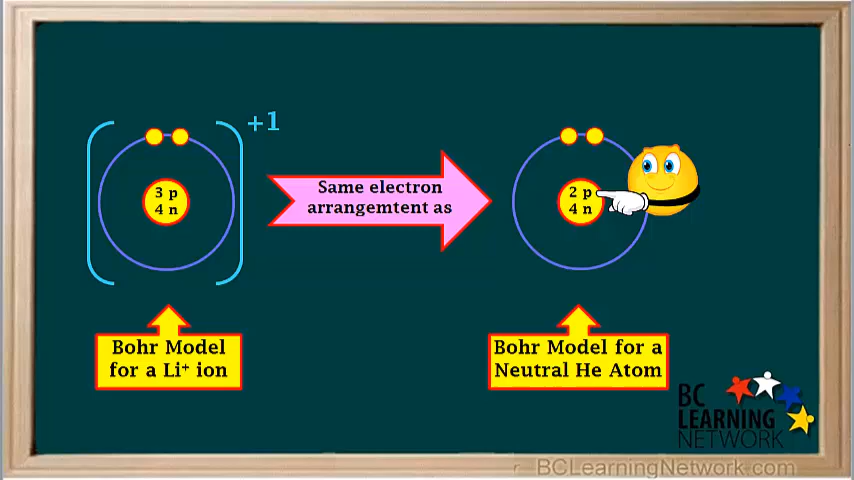 +1
3 p
4 n
Same electron
arrangemtent as
2 p
4 n
Bohr Model
for a Li⁺ ion
Bohr Model for a
Neutral He Atom
BC
LEARNING
NETWORK
BCLearningNetwork.com